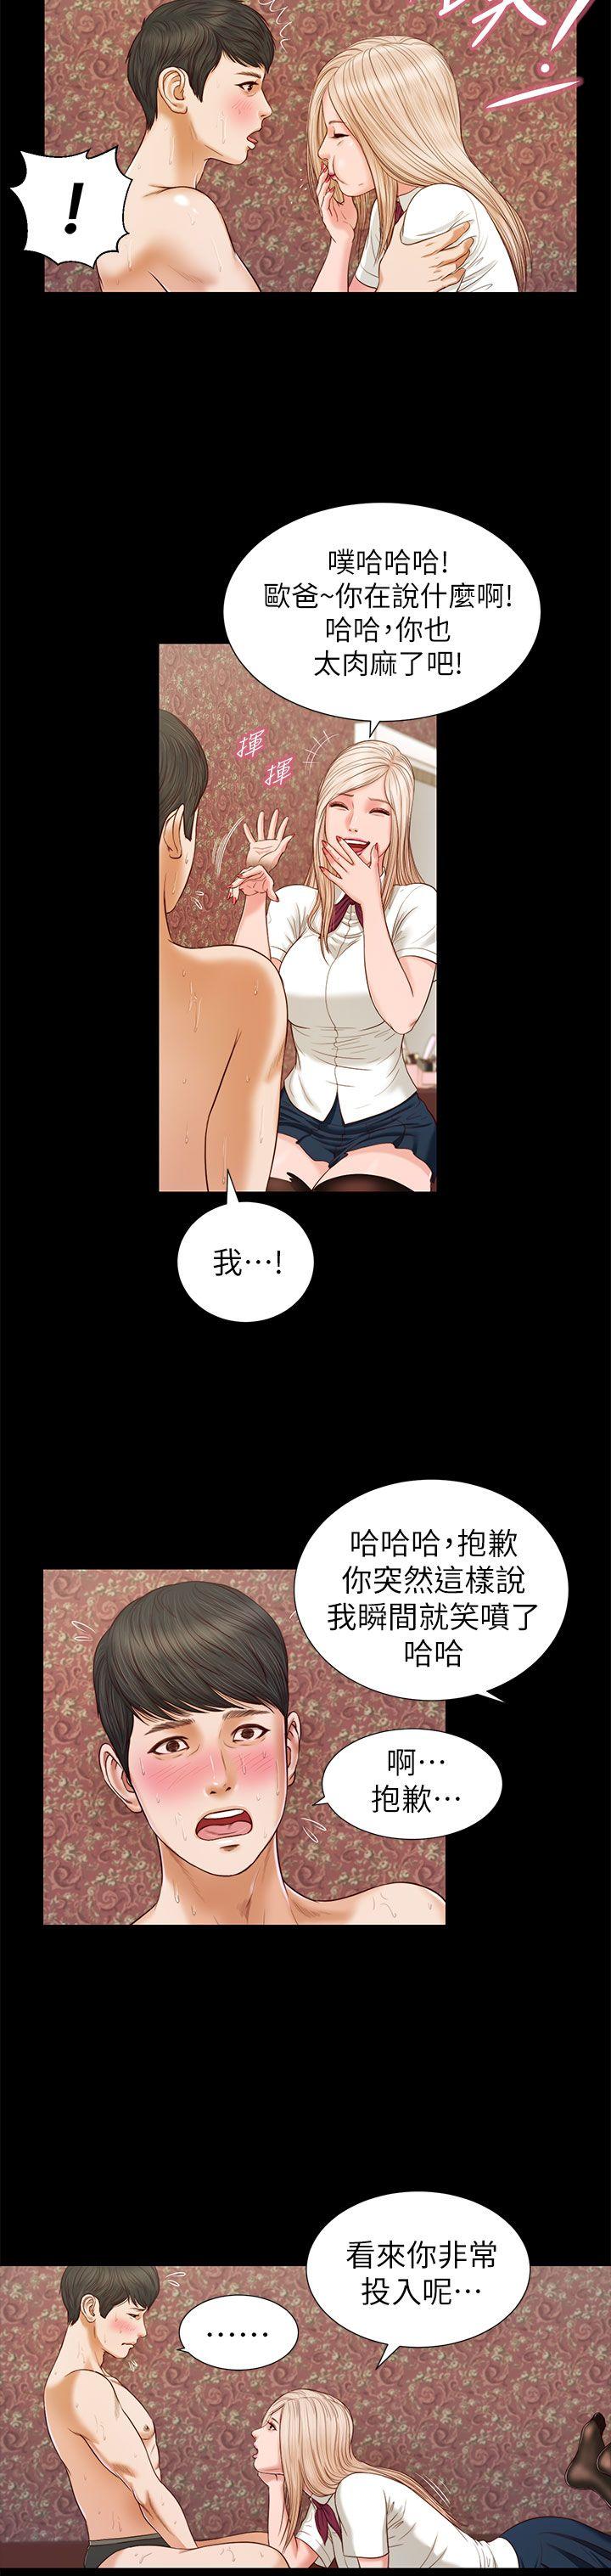 噗!
!
噗哈哈哈!
歐爸~你在說什麼啊!
哈哈,你也
太肉麻了吧!
揮
揮
我…!
哈哈哈,抱歉
你突然這樣說
我瞬間就笑噴了
哈哈
啊…
抱歉…
看來你非常
投入呢…
……